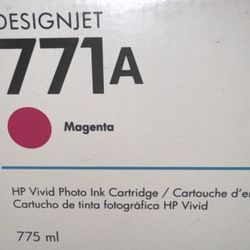 DESIGNJET
771A
Magenta
HP Vivid Photo Ink Cartridge / Cartouche d'e
Cartucho de tinta fotográfica HP Vivid
775 ml